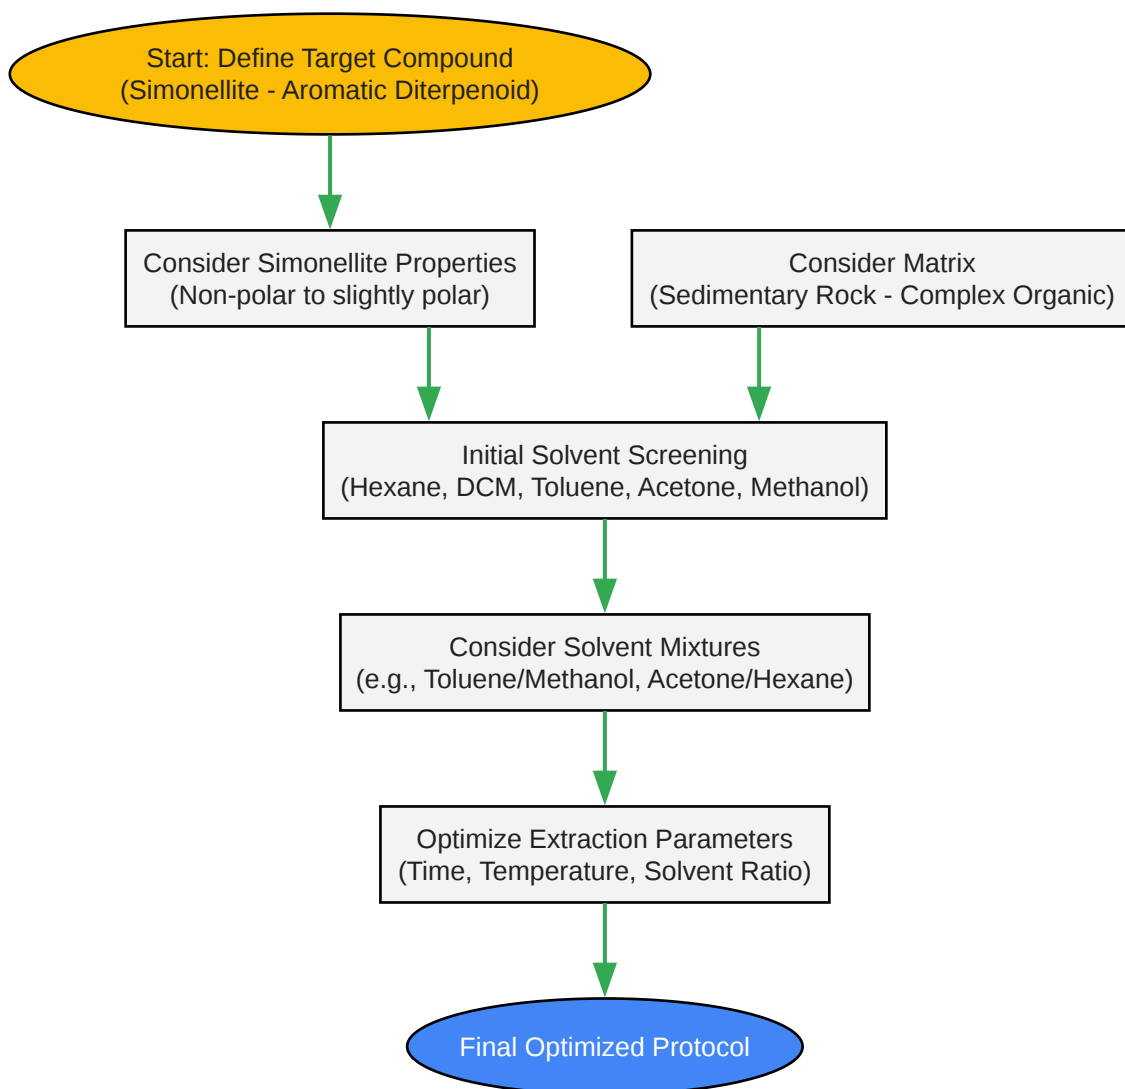 Start: Define Target Compound
(Simonellite - Aromatic Diterpenoid)
Consider Simonellite Properties
(Non-polar to slightly polar)
Consider Matrix
(Sedimentary Rock - Complex Organic)
Initial Solvent Screening
(Hexane, DCM, Toluene, Acetone, Methanol)
Consider Solvent Mixtures
(e.g., Toluene/Methanol, Acetone/Hexane)
Optimize Extraction Parameters
(Time, Temperature, Solvent Ratio)
Final Optimized Protocol